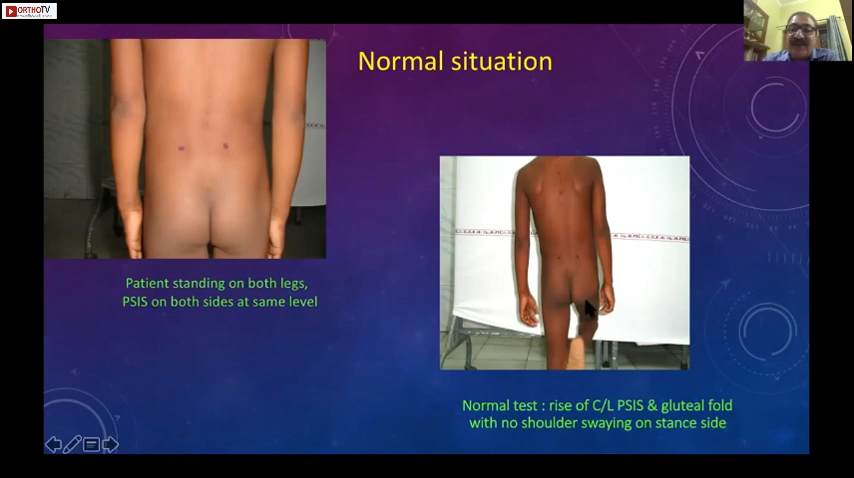 ORTHOTV
Normal situation
Patient standing on both legs,
PSIS on both sides at same level
Normal test : rise of C/L PSIS & gluteal fold
with no shoulder swaying on stance side